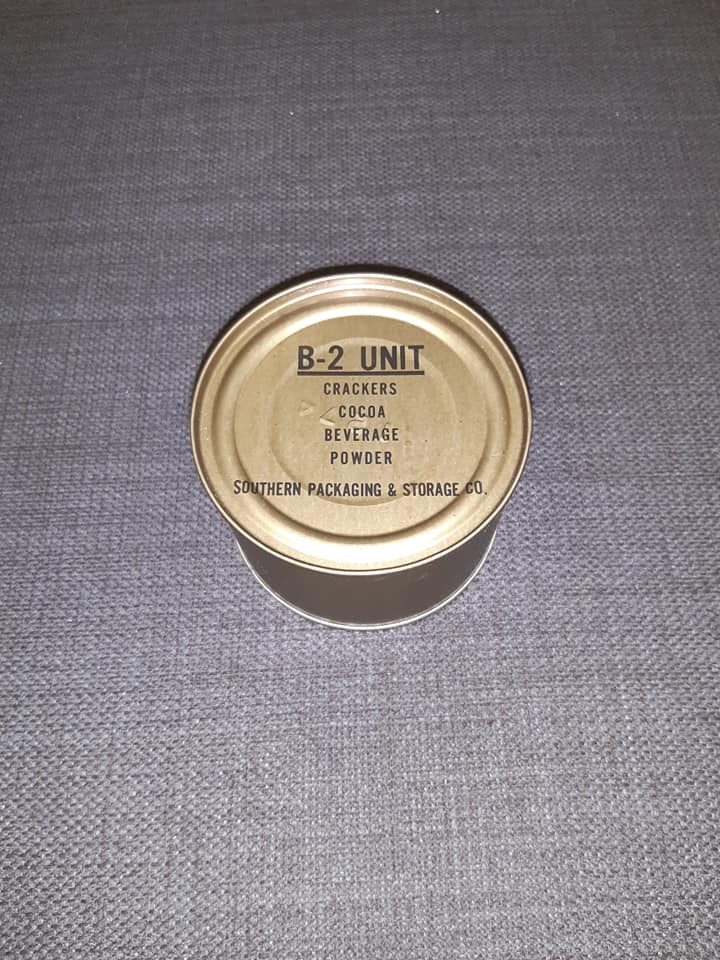 B-2 UNIT
CRACKERS
COCOA
BEVERAGE
POWDER
SOUTHERN PACKAGING & STORAGE CO.